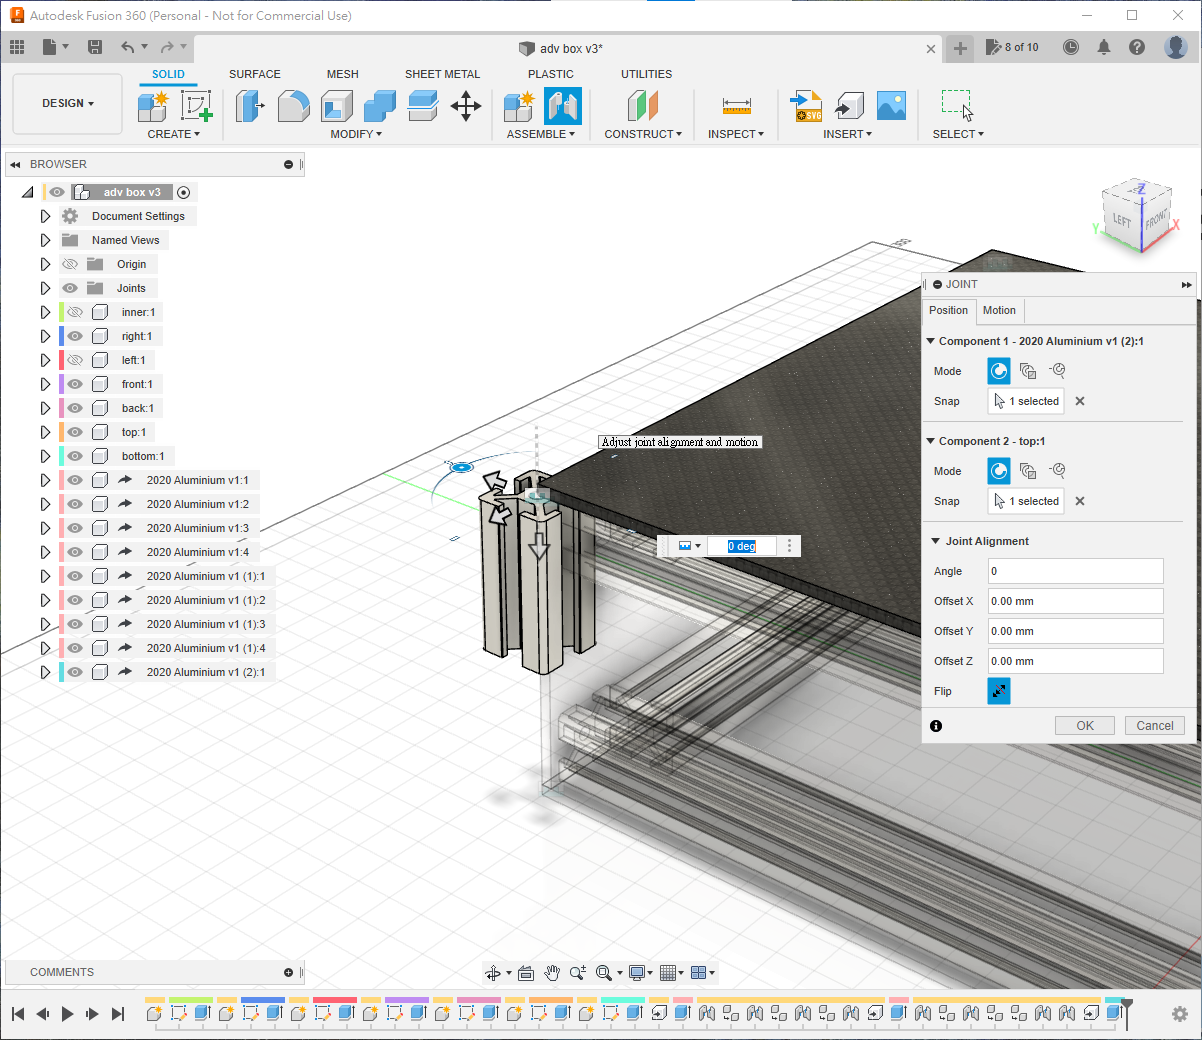 Autodesk Fusion 360 (Personal - Not for Commercial Use)
adv box v3*
8 of 10
SOLID SURFACE MESH SHEET METAL PLASTIC UTILITIES
DESIGN
CREATE MODIFY ASSEMBLE CONSTRUCT INSPECT INSERT SELECT
SVG
BROWSER
adv box v3
Document Settings
Named Views
Origin
Joints
inner:1
right:1
left:1
front:1
back:1
top:1
bottom:1
2020 Aluminium v1:1
2020 Aluminium v1:2
2020 Aluminium v1:3
2020 Aluminium v1:4
2020 Aluminium v1 (1):1
2020 Aluminium v1 (1):2
2020 Aluminium v1 (1):3
2020 Aluminium v1 (1):4
2020 Aluminium v1 (2):1
Z
LEFT FRONT
Y X
Adjust joint alignment and motion
0 deg
JOINT
Position Motion
Component 1 - 2020 Aluminium v1 (2):1
Mode
Snap 1 selected
Component 2 - top:1
Mode
Snap 1 selected
Joint Alignment
Angle 0
Offset X 0.00 mm
Offset Y 0.00 mm
Offset Z 0.00 mm
Flip
OK Cancel
COMMENTS